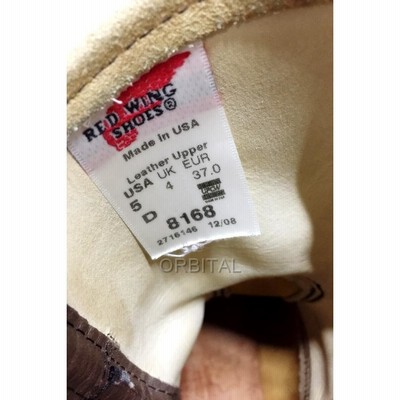 RED WING
SHOES®
Made In USA
Leather Upper
USA UK EUR
5 4 37.0
D 8168
2716146 12/08
ORBITAL